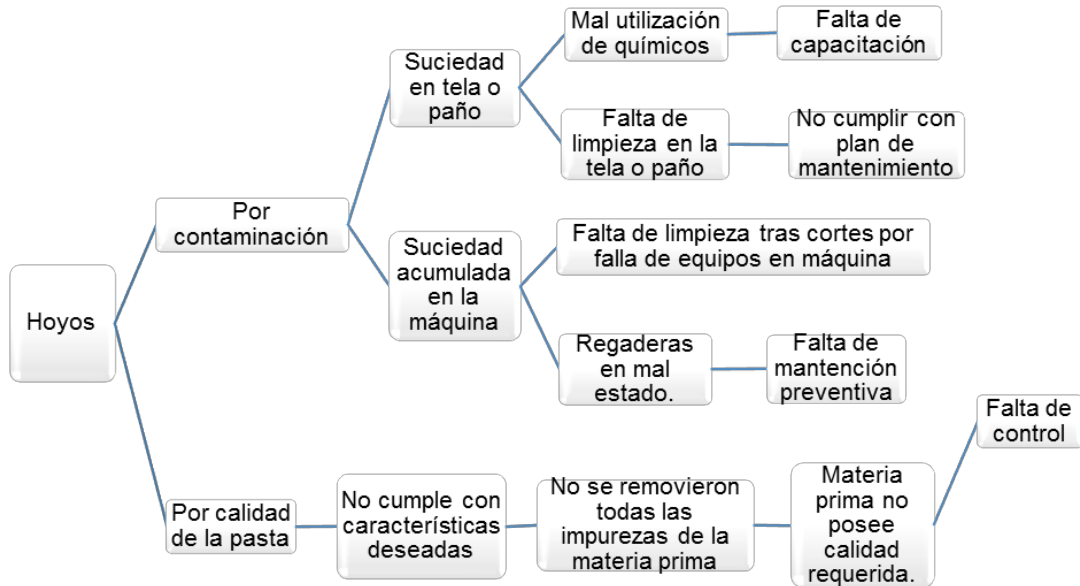 Hoyos
Por
contaminación
Suciedad
en tela o
paño
Mal utilización
de químicos
Falta de
capacitación
Falta de
limpieza en la
tela o paño
No cumplir con
plan de
mantenimiento
Suciedad
acumulada
en la
máquina
Falta de limpieza tras cortes por
falla de equipos en máquina
Regaderas
en mal
estado.
Falta de
mantención
preventiva
Por calidad
de la pasta
No cumple con
características
deseadas
No se removieron
todas las
impurezas de la
materia prima
Materia
prima no
posee
calidad
requerida.
Falta de
control